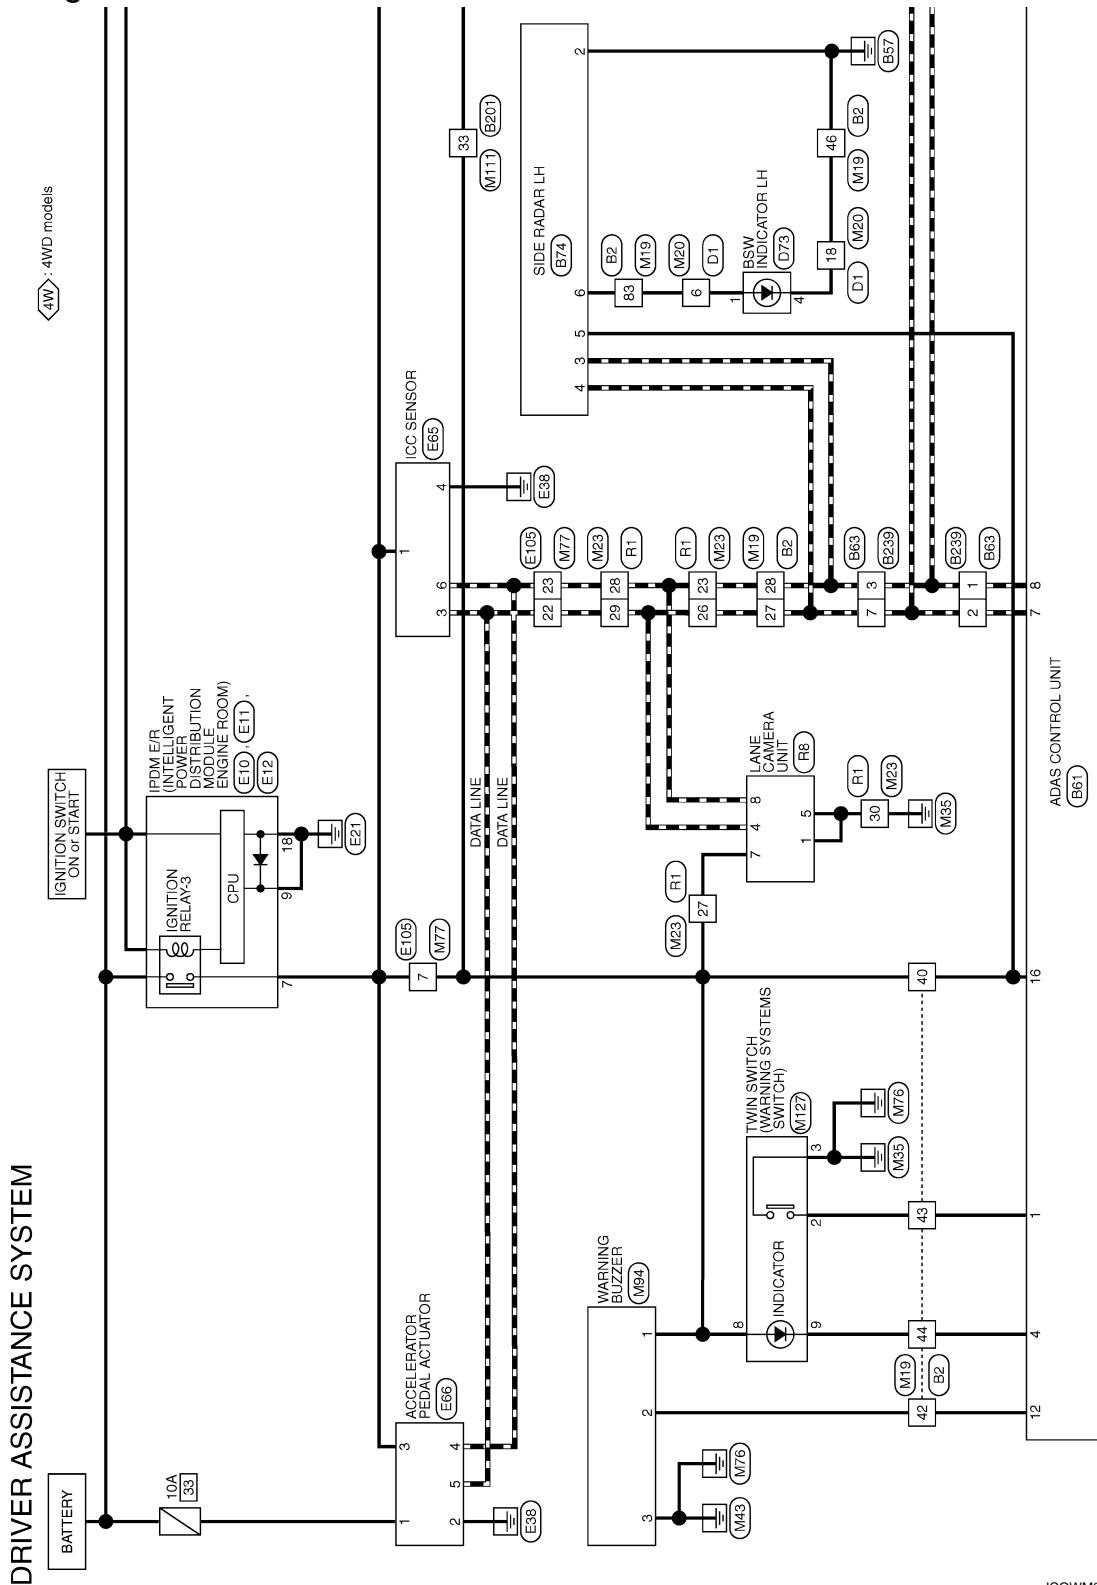 DRIVER ASSISTANCE SYSTEM
4W : 4WD models
BATTERY
10A
33
IGNITION SWITCH
ON or START
IPDM E/R
(INTELLIGENT
POWER
DISTRIBUTION
MODULE
ENGINE ROOM)
E10 , E11 ,
E12
IGNITION
RELAY-3
CPU
7
9
18
E21
ACCELERATOR
PEDAL ACTUATOR
E66
1
3
2
5
4
E38
E105
7
M77
DATA LINE
DATA LINE
ICC SENSOR
E65
1
3
6
4
E38
33
M111
B201
22
23
E105
M77
29
28
M23
R1
26
23
R1
M23
27
28
M19
B2
7
3
B63
B239
2
1
B239
B63
SIDE RADAR LH
B74
4
3
5
6
2
83
B2
M19
6
M20
D1
BSW
INDICATOR LH
D73
1
4
18
D1
M20
46
M19
B2
B57
WARNING
BUZZER
M94
3
2
1
M43
M76
M23
27
R1
LANE
CAMERA
UNIT
R8
7
4
8
1
5
30
R1
M23
M35
TWIN SWITCH
(WARNING SYSTEMS
SWITCH)
M127
INDICATOR
8
9
2
3
M35
M76
42
M19
B2
44
43
40
12
4
1
16
7
8
ADAS CONTROL UNIT
B61